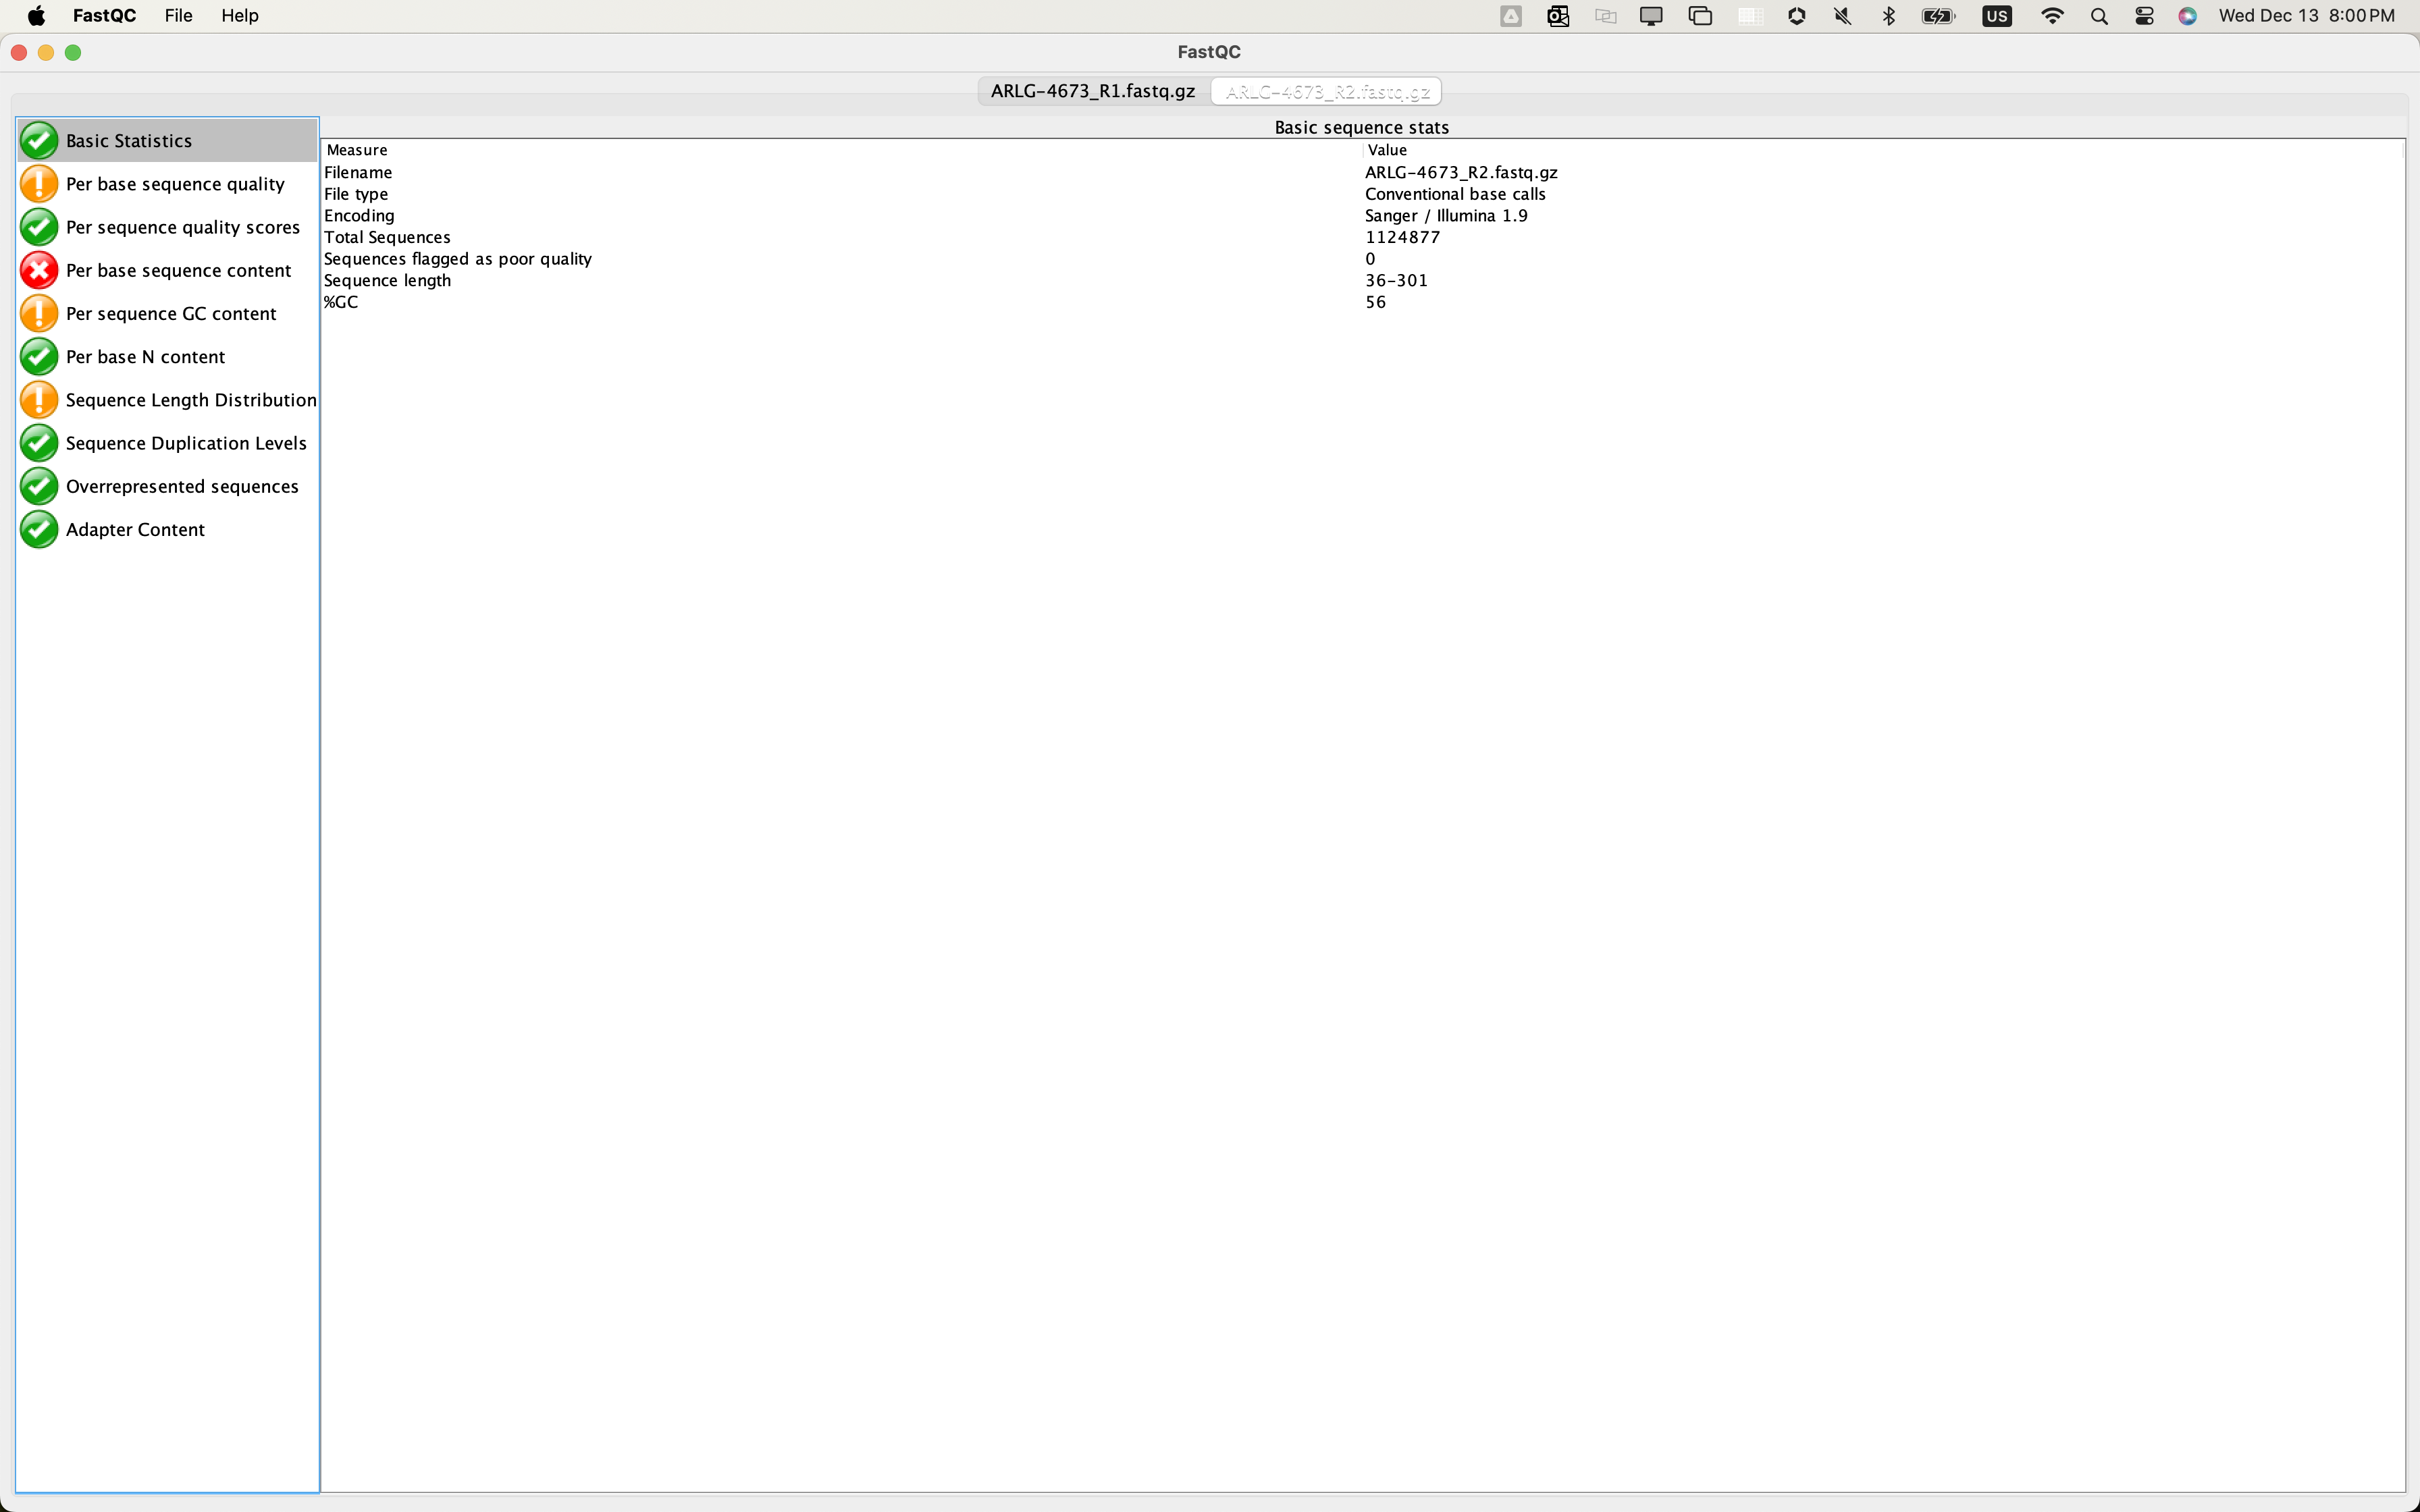 FastQC File Help US Wed Dec 13 8:00 PM
FastQC
ARLG-4673_R1.fastq.gz ARLG-4673_R2.fastq.gz
Basic sequence stats
Basic Statistics
Per base sequence quality
Per sequence quality scores
Per base sequence content
Per sequence GC content
Per base N content
Sequence Length Distribution
Sequence Duplication Levels
Overrepresented sequences
Adapter Content
Measure Value
Filename ARLG-4673_R2.fastq.gz
File type Conventional base calls
Encoding Sanger / Illumina 1.9
Total Sequences 1124877
Sequences flagged as poor quality 0
Sequence length 36-301
%GC 56